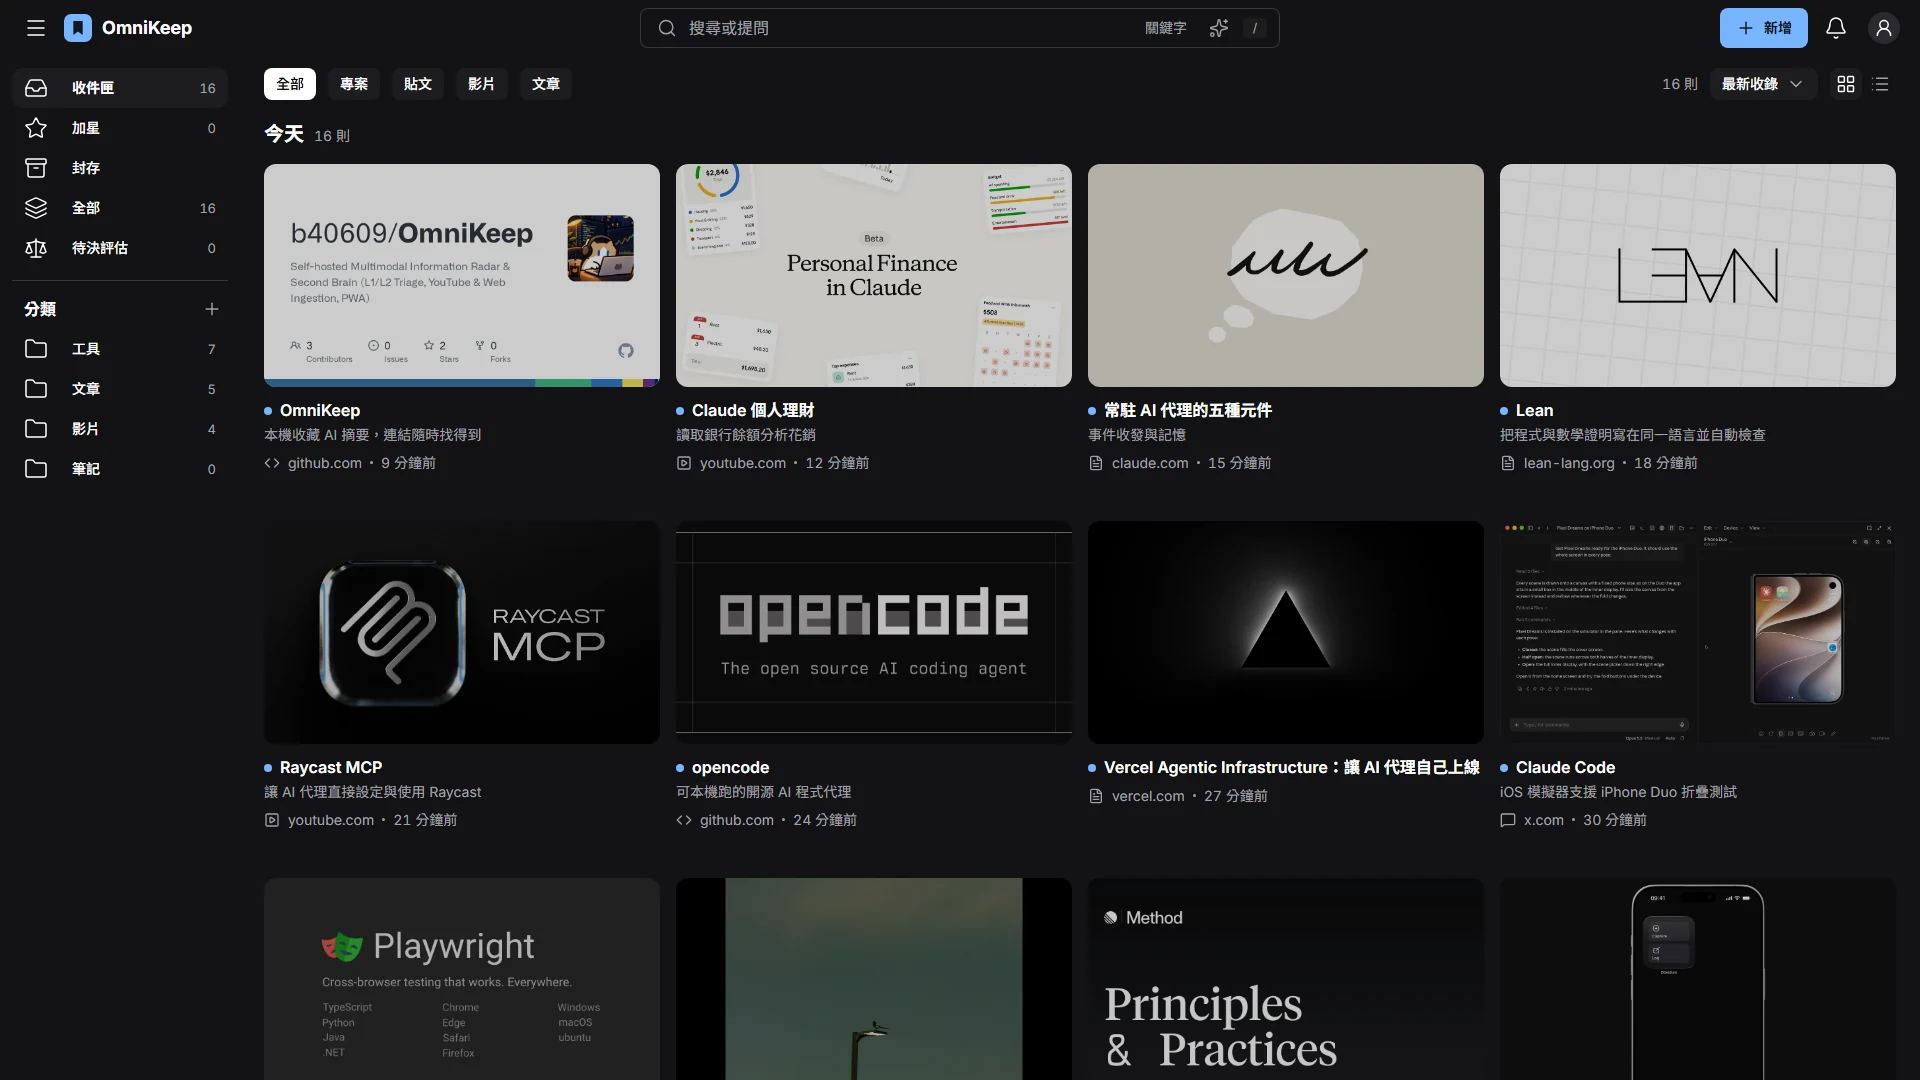 OmniKeep
搜尋或提問
關鍵字
/
新增
收件匣 16
加星 0
封存
全部 16
待決評估 0
分類
工具 7
文章 5
影片 4
筆記 0
全部
專案
貼文
影片
文章
16 則
最新收錄
今天 16 則
b40609/OmniKeep
Self-hosted Multimodal Information Radar &
Second Brain (L1/L2 Triage, YouTube & Web
Ingestion, PWA)
3 Contributors
0 Issues
2 Stars
0 Forks
OmniKeep
本機收藏 AI 摘要，連結隨時找得到
github.com • 9 分鐘前
$2,846
Today
Beta
Personal Finance
in Claude
$508
$1,698.20
Claude 個人理財
讀取銀行餘額分析花銷
youtube.com • 12 分鐘前
常駐 AI 代理的五種元件
事件收發與記憶
claude.com • 15 分鐘前
LEAN
Lean
把程式與數學證明寫在同一語言並自動檢查
lean-lang.org • 18 分鐘前
RAYCAST
MCP
Raycast MCP
讓 AI 代理直接設定與使用 Raycast
youtube.com • 21 分鐘前
opencode
The open source AI coding agent
opencode
可本機跑的開源 AI 程式代理
github.com • 24 分鐘前
Vercel Agentic Infrastructure：讓 AI 代理自己上線
vercel.com • 27 分鐘前
Claude Code
iOS 模擬器支援 iPhone Duo 折疊測試
x.com • 30 分鐘前
Playwright
Cross-browser testing that works. Everywhere.
TypeScript Chrome Windows
Python Edge macOS
Java Safari ubuntu
.NET Firefox
Method
Principles
& Practices
09:41